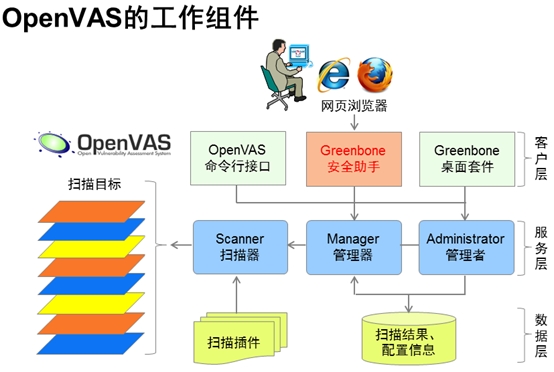 OpenVAS的工作组件
网页浏览器
OpenVAS
Open Vulnerability Assessment System
OpenVAS
命令行接口
Greenbone
安全助手
Greenbone
桌面套件
客户层
扫描目标
Scanner
扫描器
Manager
管理器
Administrator
管理者
服务层
扫描插件
扫描结果、
配置信息
数据层